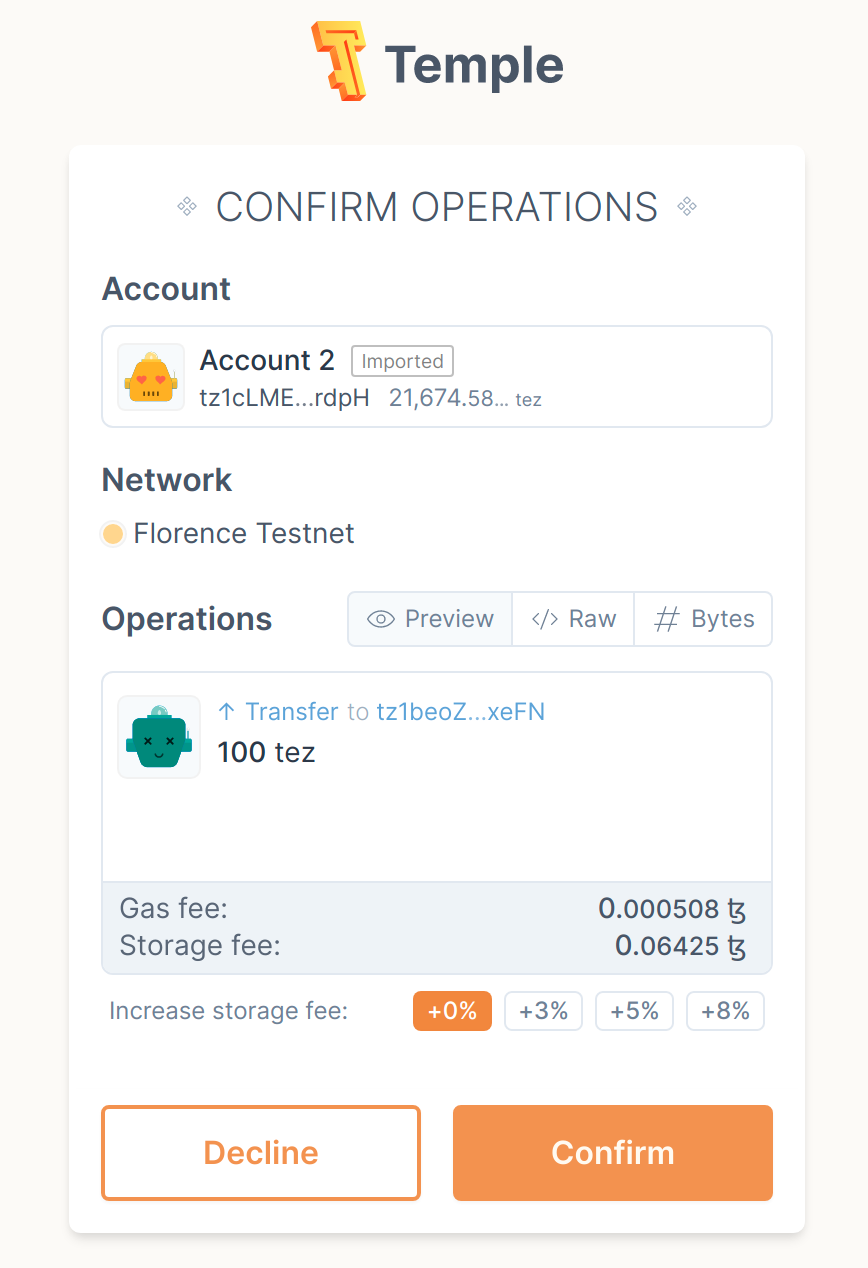 Temple
CONFIRM OPERATIONS
Account
Account 2 Imported
tz1cLME...rdpH 21,674.58... tez
Network
Florence Testnet
Operations Preview </> Raw # Bytes
↑ Transfer to tz1beoZ...xeFN
100 tez
Gas fee: 0.000508 ꜩ
Storage fee: 0.06425 ꜩ
Increase storage fee: +0% +3% +5% +8%
Decline Confirm